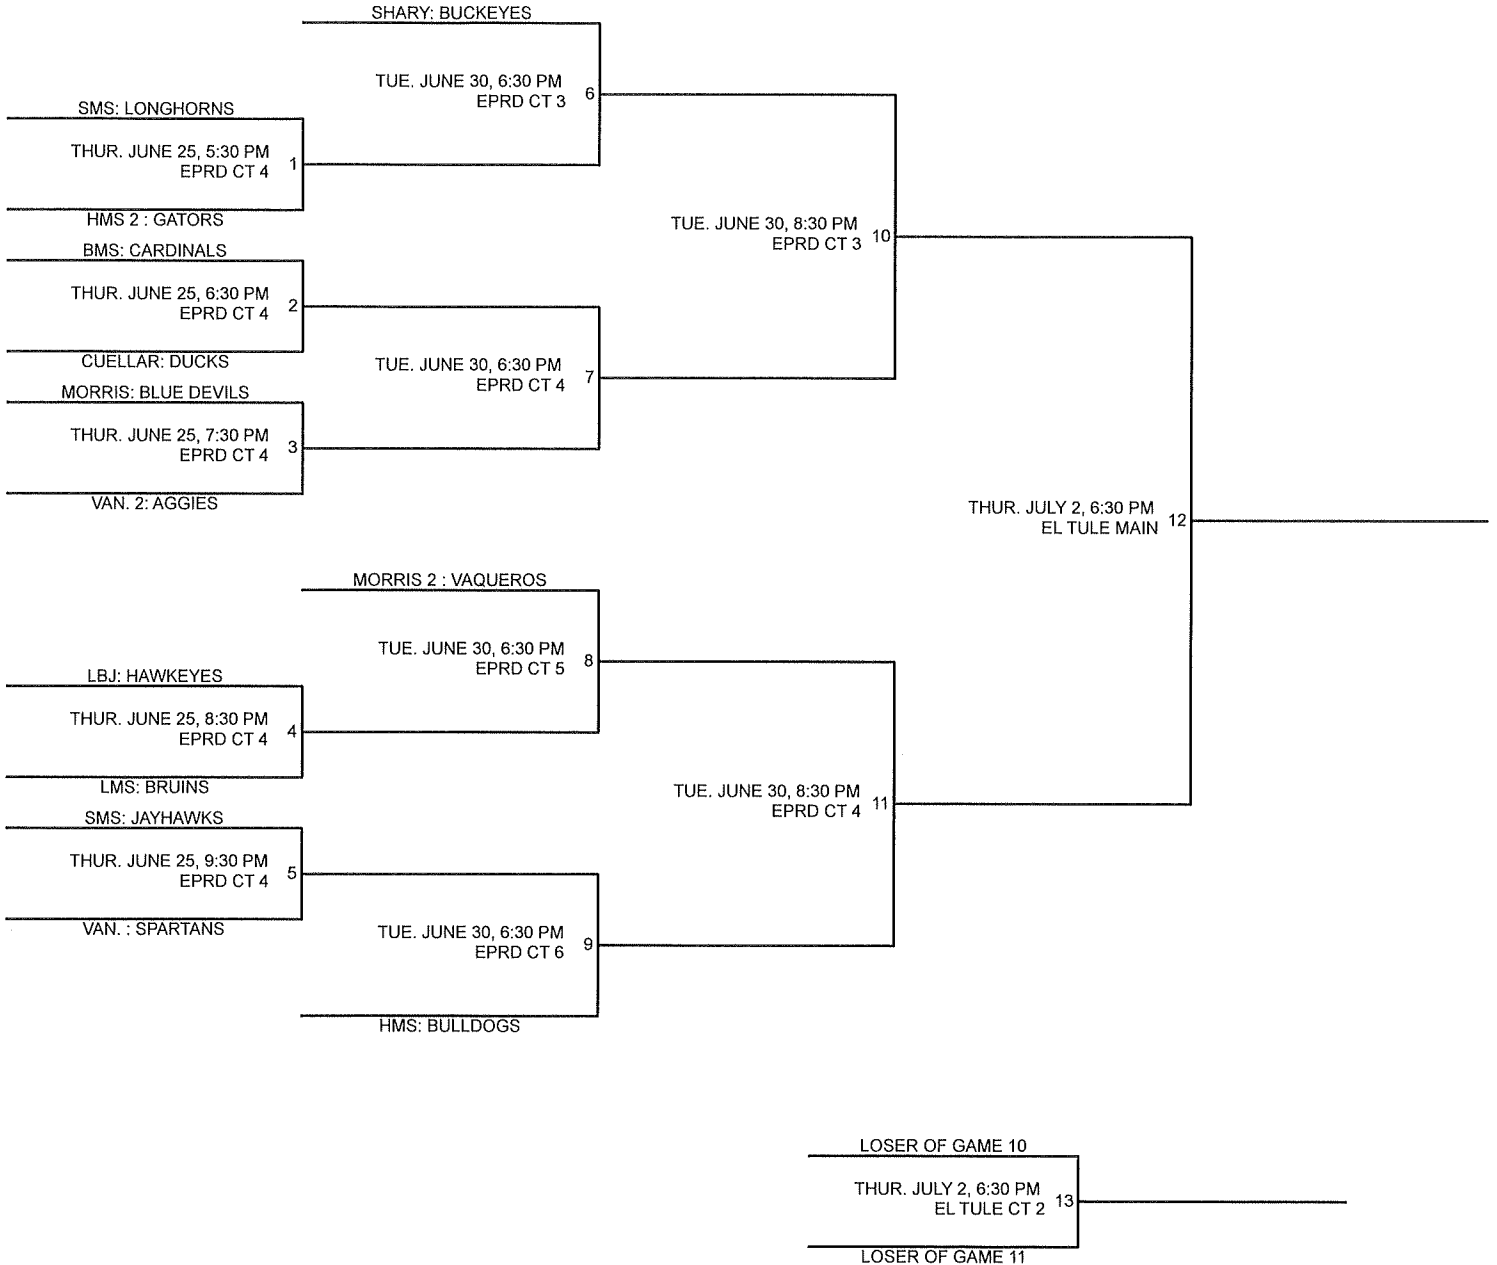 SHARY: BUCKEYES
TUE. JUNE 30, 6:30 PM
EPRD CT 3
6
SMS: LONGHORNS
THUR. JUNE 25, 5:30 PM
EPRD CT 4
1
HMS 2 : GATORS
BMS: CARDINALS
THUR. JUNE 25, 6:30 PM
EPRD CT 4
2
CUELLAR: DUCKS
TUE. JUNE 30, 6:30 PM
EPRD CT 4
7
MORRIS: BLUE DEVILS
THUR. JUNE 25, 7:30 PM
EPRD CT 4
3
VAN. 2: AGGIES
TUE. JUNE 30, 8:30 PM
EPRD CT 3
10
THUR. JULY 2, 6:30 PM
EL TULE MAIN
12
MORRIS 2 : VAQUEROS
TUE. JUNE 30, 6:30 PM
EPRD CT 5
8
LBJ: HAWKEYES
THUR. JUNE 25, 8:30 PM
EPRD CT 4
4
LMS: BRUINS
TUE. JUNE 30, 8:30 PM
EPRD CT 4
11
SMS: JAYHAWKS
THUR. JUNE 25, 9:30 PM
EPRD CT 4
5
VAN. : SPARTANS
TUE. JUNE 30, 6:30 PM
EPRD CT 6
9
HMS: BULLDOGS
LOSER OF GAME 10
THUR. JULY 2, 6:30 PM
EL TULE CT 2
13
LOSER OF GAME 11